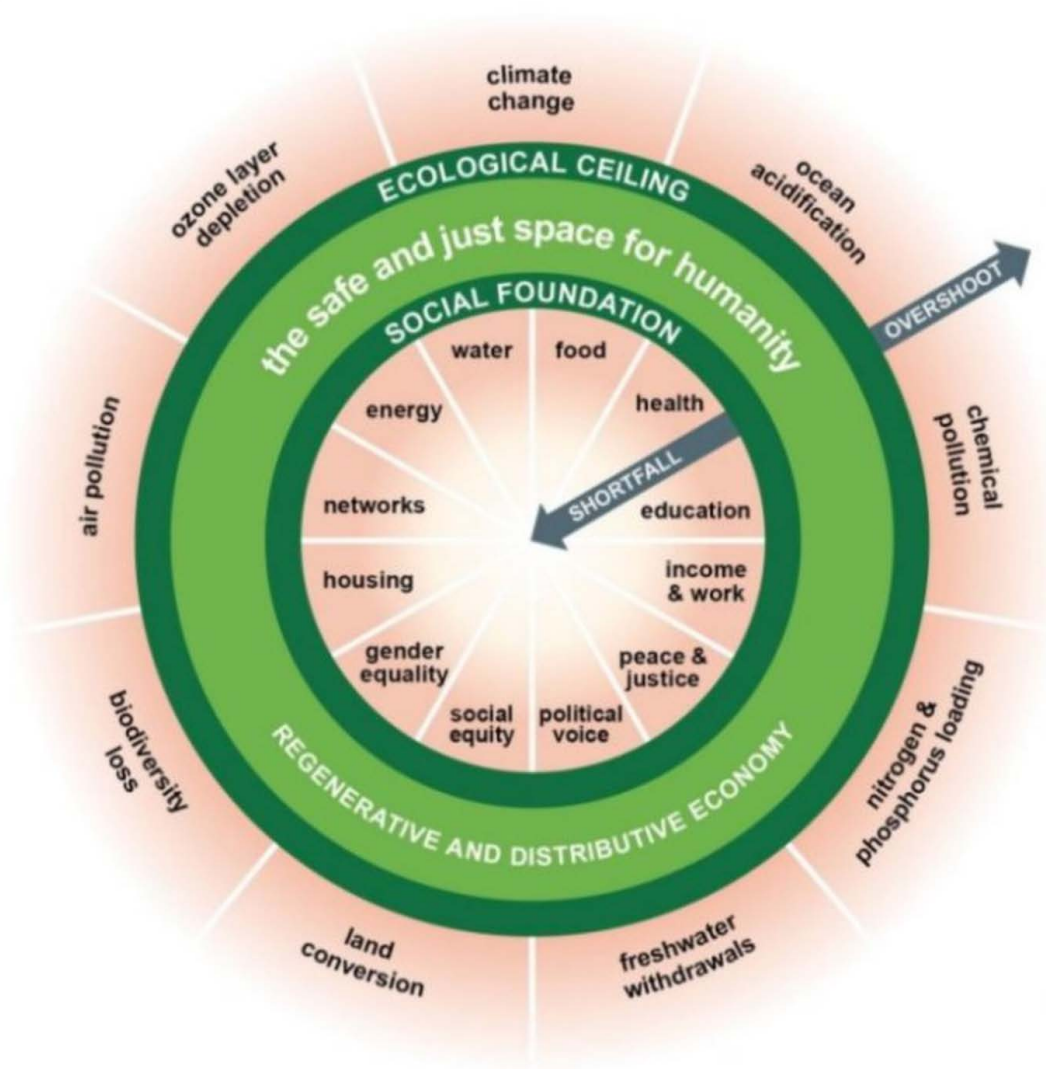 climate
change
ocean
acidification
OVERSHOOT
chemical
pollution
nitrogen &
phosphorus loading
freshwater
withdrawals
land
conversion
biodiversity
loss
air pollution
ozone layer
depletion
ECOLOGICAL CEILING
the safe and just space for humanity
SOCIAL FOUNDATION
water
food
health
SHORTFALL
education
income
& work
peace &
justice
political
voice
social
equity
gender
equality
housing
networks
energy
REGENERATIVE AND DISTRIBUTIVE ECONOMY